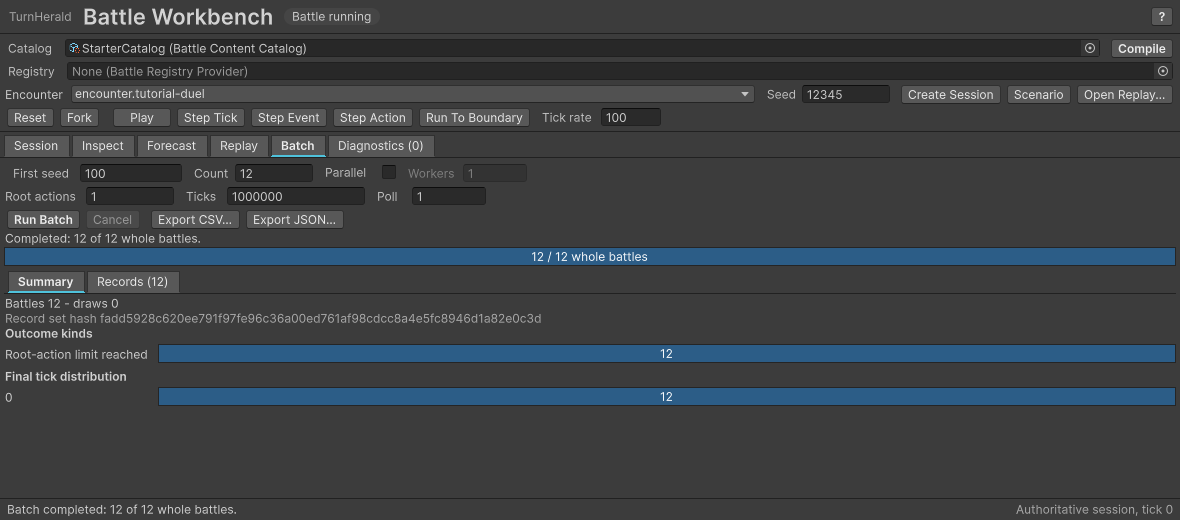 TurnHerald Battle Workbench Battle running ?
Catalog StarterCatalog (Battle Content Catalog) Compile
Registry None (Battle Registry Provider)
Encounter encounter.tutorial-duel Seed 12345 Create Session Scenario Open Replay...
Reset Fork Play Step Tick Step Event Step Action Run To Boundary Tick rate 100
Session Inspect Forecast Replay Batch Diagnostics (0)
First seed 100 Count 12 Parallel Workers 1
Root actions 1 Ticks 1000000 Poll 1
Run Batch Cancel Export CSV... Export JSON...
Completed: 12 of 12 whole battles.
12 / 12 whole battles
Summary Records (12)
Battles 12 - draws 0
Record set hash fadd5928c620ee791f97fe96c36a00ed761af98cdcc8a4e5fc8946d1a82e0c3d
Outcome kinds
Root-action limit reached 12
Final tick distribution
0 12
Batch completed: 12 of 12 whole battles. Authoritative session, tick 0